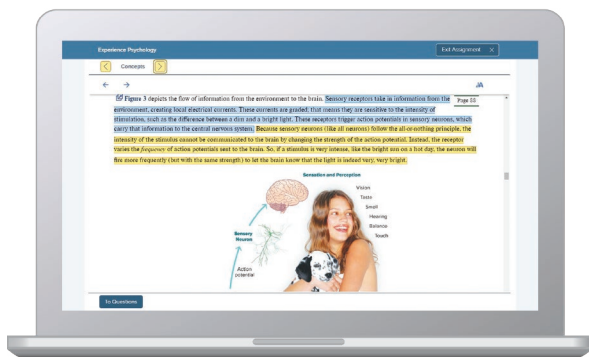 Experience Psychology
Exit Assignment X
Concepts
Figure 3 depicts the flow of information from the environment to the brain. Sensory receptors take in information from the
Page 88
environment, creating local electrical currents. These currents are graded; that means they are sensitive to the intensity of
stimulation, such as the difference between a dim and a bright light. These receptors trigger action potentials in sensory neurons, which
carry that information to the central nervous system. Because sensory neurons (like all neurons) follow the all-or-nothing principle, the
intensity of the stimulus cannot be communicated to the brain by changing the strength of the action potential. Instead, the receptor
varies the frequency of action potentials sent to the brain. So, if a stimulus is very intense, like the bright sun on a hot day, the neuron will
fire more frequently (but with the same strength) to let the brain know that the light is indeed very, very bright.
Sensation and Perception
Vision
Taste
Smell
Hearing
Balance
Touch
Sensory
Neuron
Action
potential
To Questions